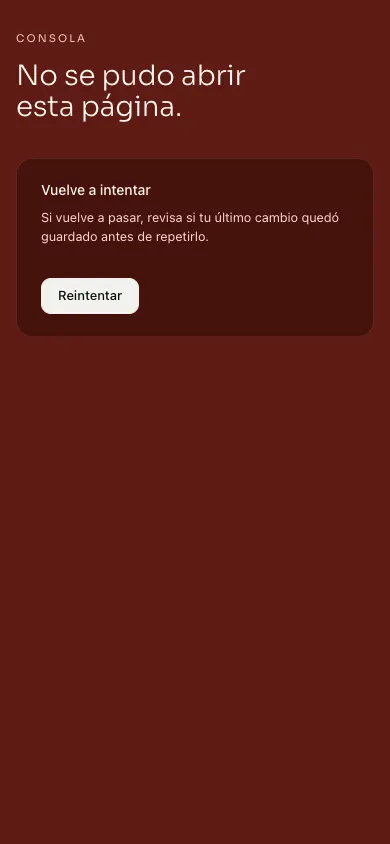 CONSOLA
No se pudo abrir
esta página.
Vuelve a intentar
Si vuelve a pasar, revisa si tu último cambio quedó
guardado antes de repetirlo.
Reintentar